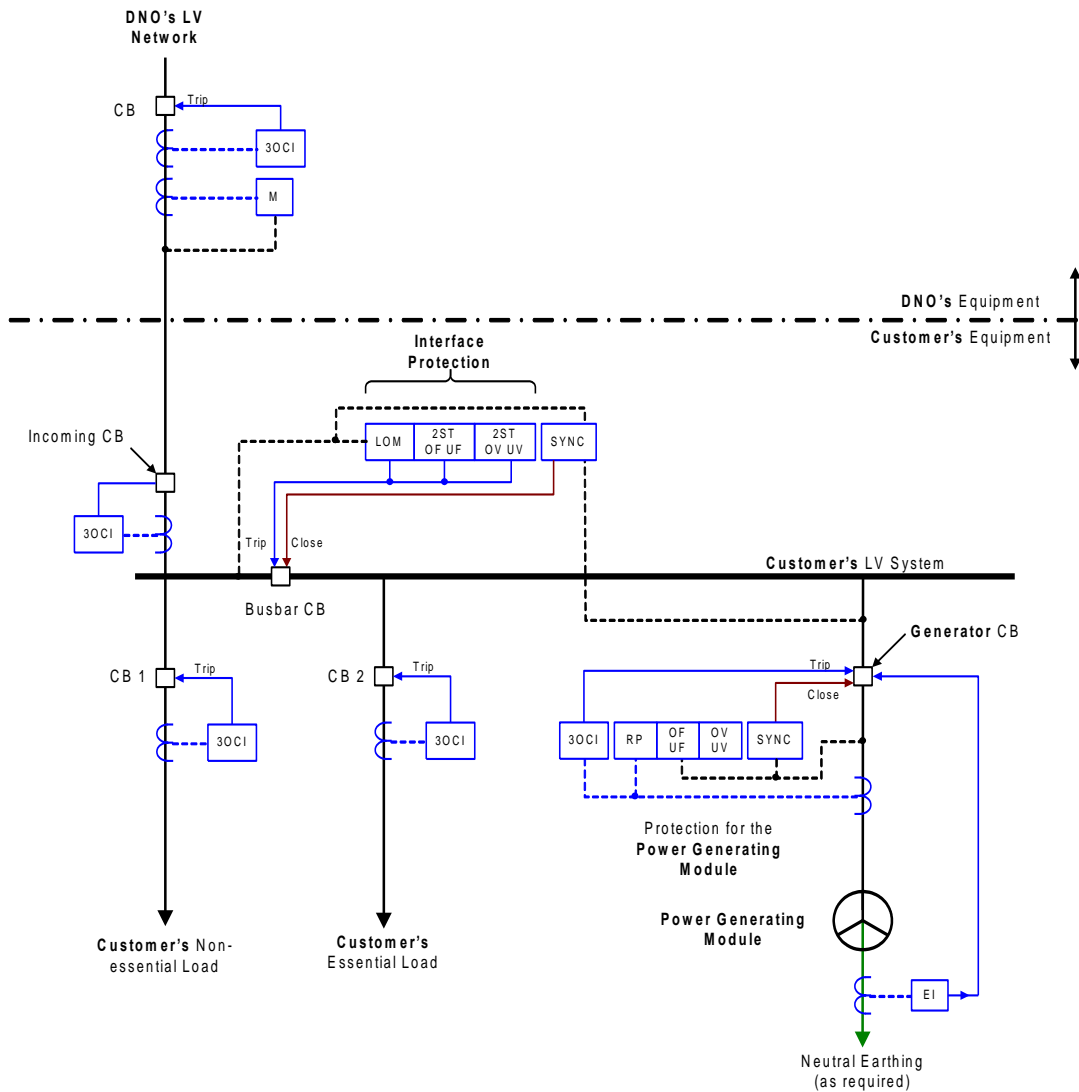 DNO's LV
Network
CB
Trip
3OCI
M
DNO's Equipment
Customer's Equipment
Interface
Protection
Incoming CB
LOM
2ST
OF UF
2ST
OV UV
SYNC
3OCI
Trip
Close
Customer's LV System
Busbar CB
Generator CB
CB 1
Trip
CB 2
Trip
Trip
Close
3OCI
3OCI
3OCI
RP
OF
UF
OV
UV
SYNC
Protection for the
Power Generating
Module
Power Generating
Module
Customer's Non-
essential Load
Customer's
Essential Load
EI
Neutral Earthing
(as required)